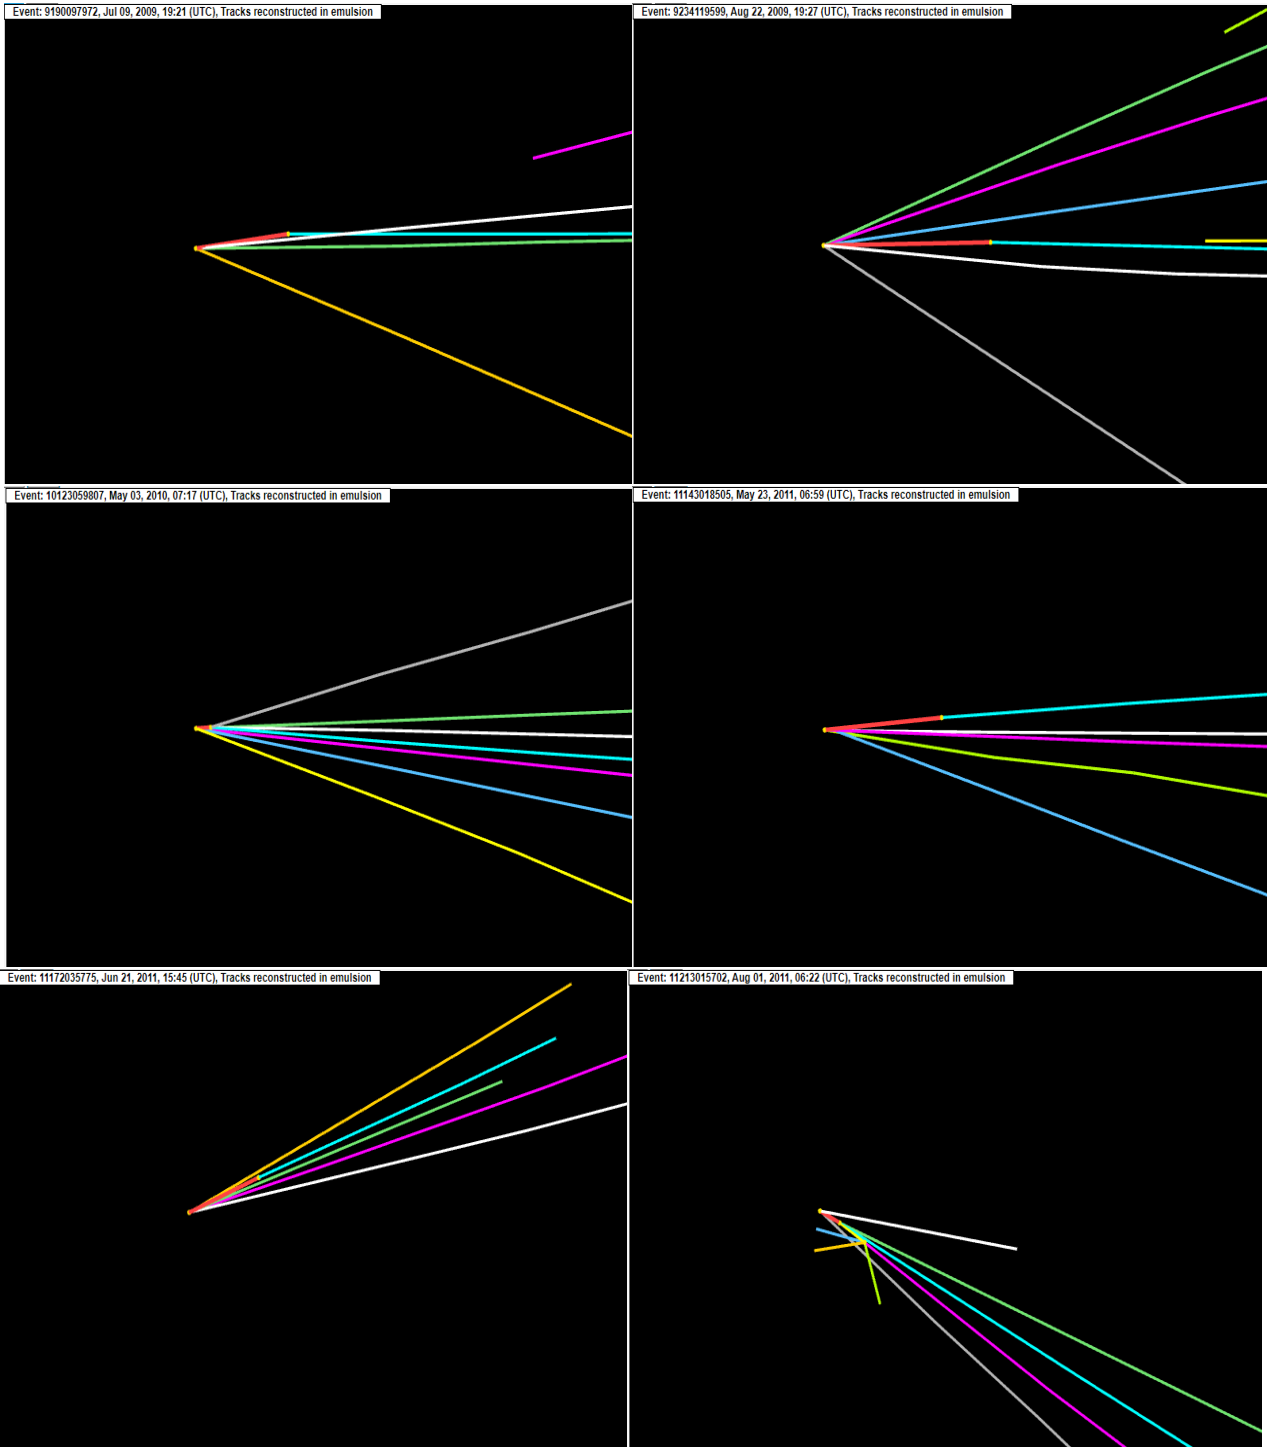 Event: 9190097972, Jul 09, 2009, 19:21 (UTC), Tracks reconstructed in emulsion
Event: 9234119599, Aug 22, 2009, 19:27 (UTC), Tracks reconstructed in emulsion
Event: 10123059807, May 03, 2010, 07:17 (UTC), Tracks reconstructed in emulsion
Event: 11143018505, May 23, 2011, 06:59 (UTC), Tracks reconstructed in emulsion
Event: 11172035775, Jun 21, 2011, 15:45 (UTC), Tracks reconstructed in emulsion
Event: 11213015702, Aug 01, 2011, 06:22 (UTC), Tracks reconstructed in emulsion